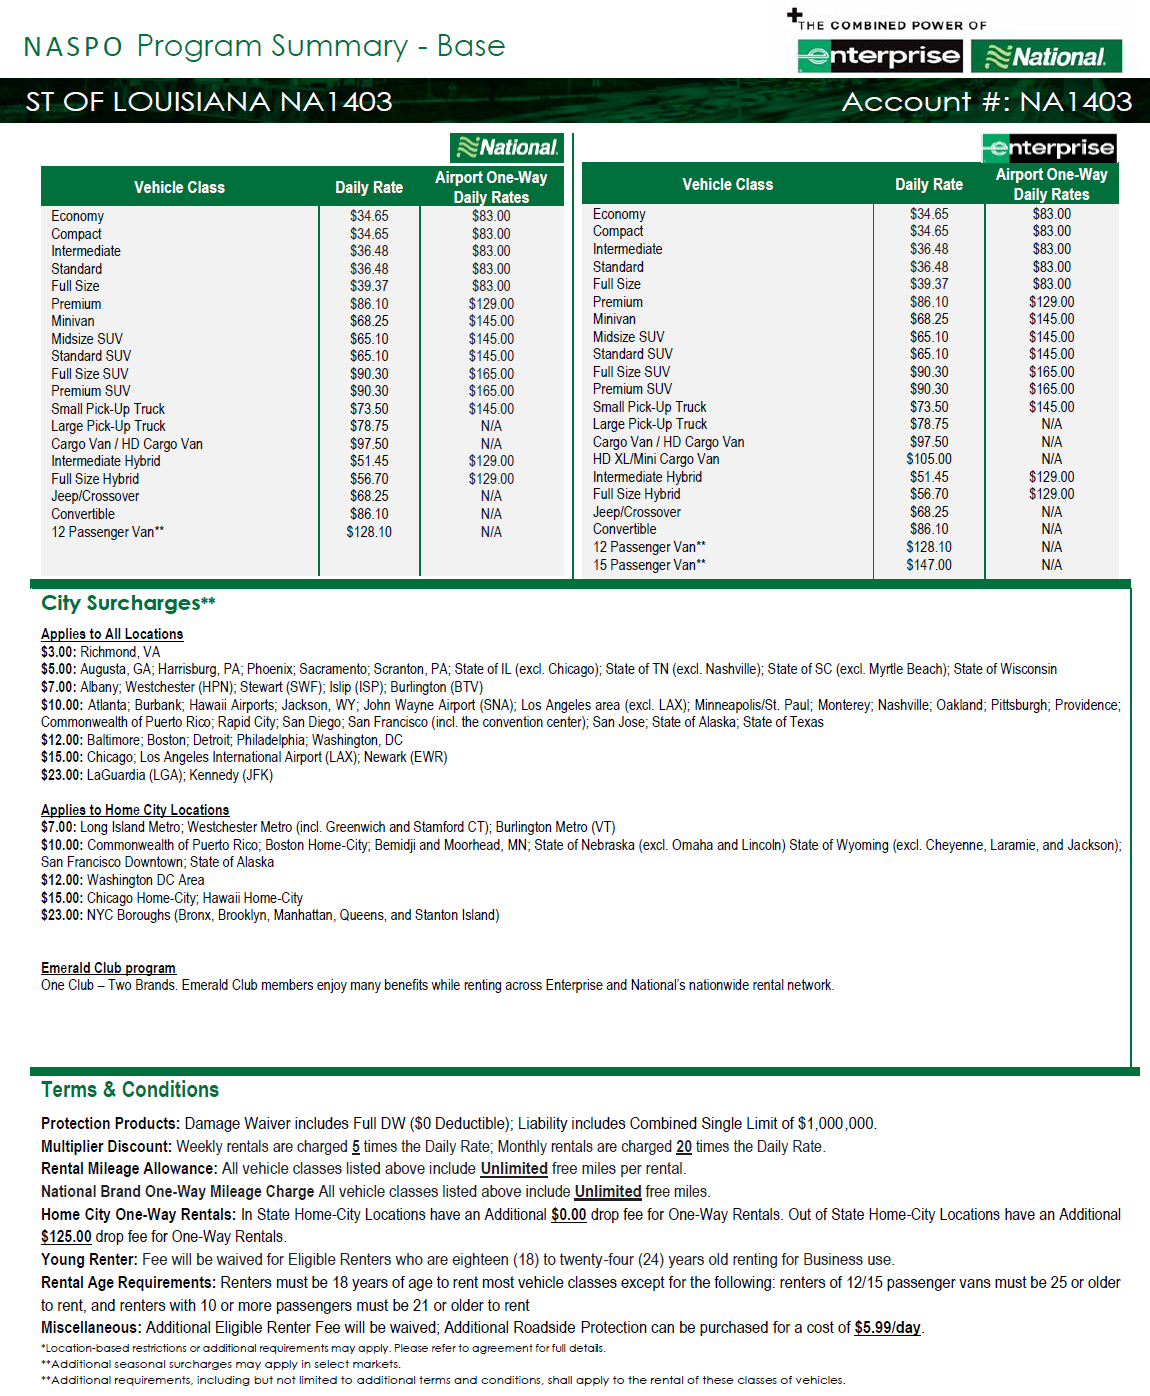 THE COMBINED POWER OF
NASPO Program Summary - Base
enterprise National.
ST OF LOUISIANA NA1403 Account #: NA1403
National.
Vehicle Class Daily Rate Airport One-Way Daily Rates
Economy $34.65 $83.00
Compact $34.65 $83.00
Intermediate $36.48 $83.00
Standard $36.48 $83.00
Full Size $39.37 $83.00
Premium $86.10 $129.00
Minivan $68.25 $145.00
Midsize SUV $65.10 $145.00
Standard SUV $65.10 $145.00
Full Size SUV $90.30 $165.00
Premium SUV $90.30 $165.00
Small Pick-Up Truck $73.50 $145.00
Large Pick-Up Truck $78.75 N/A
Cargo Van / HD Cargo Van $97.50 N/A
Intermediate Hybrid $51.45 $129.00
Full Size Hybrid $56.70 $129.00
Jeep/Crossover $68.25 N/A
Convertible $86.10 N/A
12 Passenger Van** $128.10 N/A
enterprise
Vehicle Class Daily Rate Airport One-Way Daily Rates
Economy $34.65 $83.00
Compact $34.65 $83.00
Intermediate $36.48 $83.00
Standard $36.48 $83.00
Full Size $39.37 $83.00
Premium $86.10 $129.00
Minivan $68.25 $145.00
Midsize SUV $65.10 $145.00
Standard SUV $65.10 $145.00
Full Size SUV $90.30 $165.00
Premium SUV $90.30 $165.00
Small Pick-Up Truck $73.50 $145.00
Large Pick-Up Truck $78.75 N/A
Cargo Van / HD Cargo Van $97.50 N/A
HD XL/Mini Cargo Van $105.00 N/A
Intermediate Hybrid $51.45 $129.00
Full Size Hybrid $56.70 $129.00
Jeep/Crossover $68.25 N/A
Convertible $86.10 N/A
12 Passenger Van** $128.10 N/A
15 Passenger Van** $147.00 N/A
City Surcharges**
Applies to All Locations
$3.00: Richmond, VA
$5.00: Augusta, GA; Harrisburg, PA; Phoenix; Sacramento; Scranton, PA; State of IL (excl. Chicago); State of TN (excl. Nashville); State of SC (excl. Myrtle Beach); State of Wisconsin
$7.00: Albany; Westchester (HPN); Stewart (SWF); Islip (ISP); Burlington (BTV)
$10.00: Atlanta; Burbank; Hawaii Airports; Jackson, WY; John Wayne Airport (SNA); Los Angeles area (excl. LAX); Minneapolis/St. Paul; Monterey; Nashville; Oakland; Pittsburgh; Providence;
Commonwealth of Puerto Rico; Rapid City; San Diego; San Francisco (incl. the convention center); San Jose; State of Alaska; State of Texas
$12.00: Baltimore; Boston; Detroit; Philadelphia; Washington, DC
$15.00: Chicago; Los Angeles International Airport (LAX); Newark (EWR)
$23.00: LaGuardia (LGA); Kennedy (JFK)
Applies to Home City Locations
$7.00: Long Island Metro; Westchester Metro (incl. Greenwich and Stamford CT); Burlington Metro (VT)
$10.00: Commonwealth of Puerto Rico; Boston Home-City; Bemidji and Moorhead, MN; State of Nebraska (excl. Omaha and Lincoln) State of Wyoming (excl. Cheyenne, Laramie, and Jackson);
San Francisco Downtown; State of Alaska
$12.00: Washington DC Area
$15.00: Chicago Home-City; Hawaii Home-City
$23.00: NYC Boroughs (Bronx, Brooklyn, Manhattan, Queens, and Stanton Island)
Emerald Club program
One Club – Two Brands. Emerald Club members enjoy many benefits while renting across Enterprise and National's nationwide rental network.
Terms & Conditions
Protection Products: Damage Waiver includes Full DW ($0 Deductible); Liability includes Combined Single Limit of $1,000,000.
Multiplier Discount: Weekly rentals are charged 5 times the Daily Rate; Monthly rentals are charged 20 times the Daily Rate.
Rental Mileage Allowance: All vehicle classes listed above include Unlimited free miles per rental.
National Brand One-Way Mileage Charge All vehicle classes listed above include Unlimited free miles.
Home City One-Way Rentals: In State Home-City Locations have an Additional $0.00 drop fee for One-Way Rentals. Out of State Home-City Locations have an Additional
$125.00 drop fee for One-Way Rentals.
Young Renter: Fee will be waived for Eligible Renters who are eighteen (18) to twenty-four (24) years old renting for Business use.
Rental Age Requirements: Renters must be 18 years of age to rent most vehicle classes except for the following: renters of 12/15 passenger vans must be 25 or older
to rent, and renters with 10 or more passengers must be 21 or older to rent
Miscellaneous: Additional Eligible Renter Fee will be waived; Additional Roadside Protection can be purchased for a cost of $5.99/day.
*Location-based restrictions or additional requirements may apply. Please refer to agreement for full details.
**Additional seasonal surcharges may apply in select markets.
**Additional requirements, including but not limited to additional terms and conditions, shall apply to the rental of these classes of vehicles.